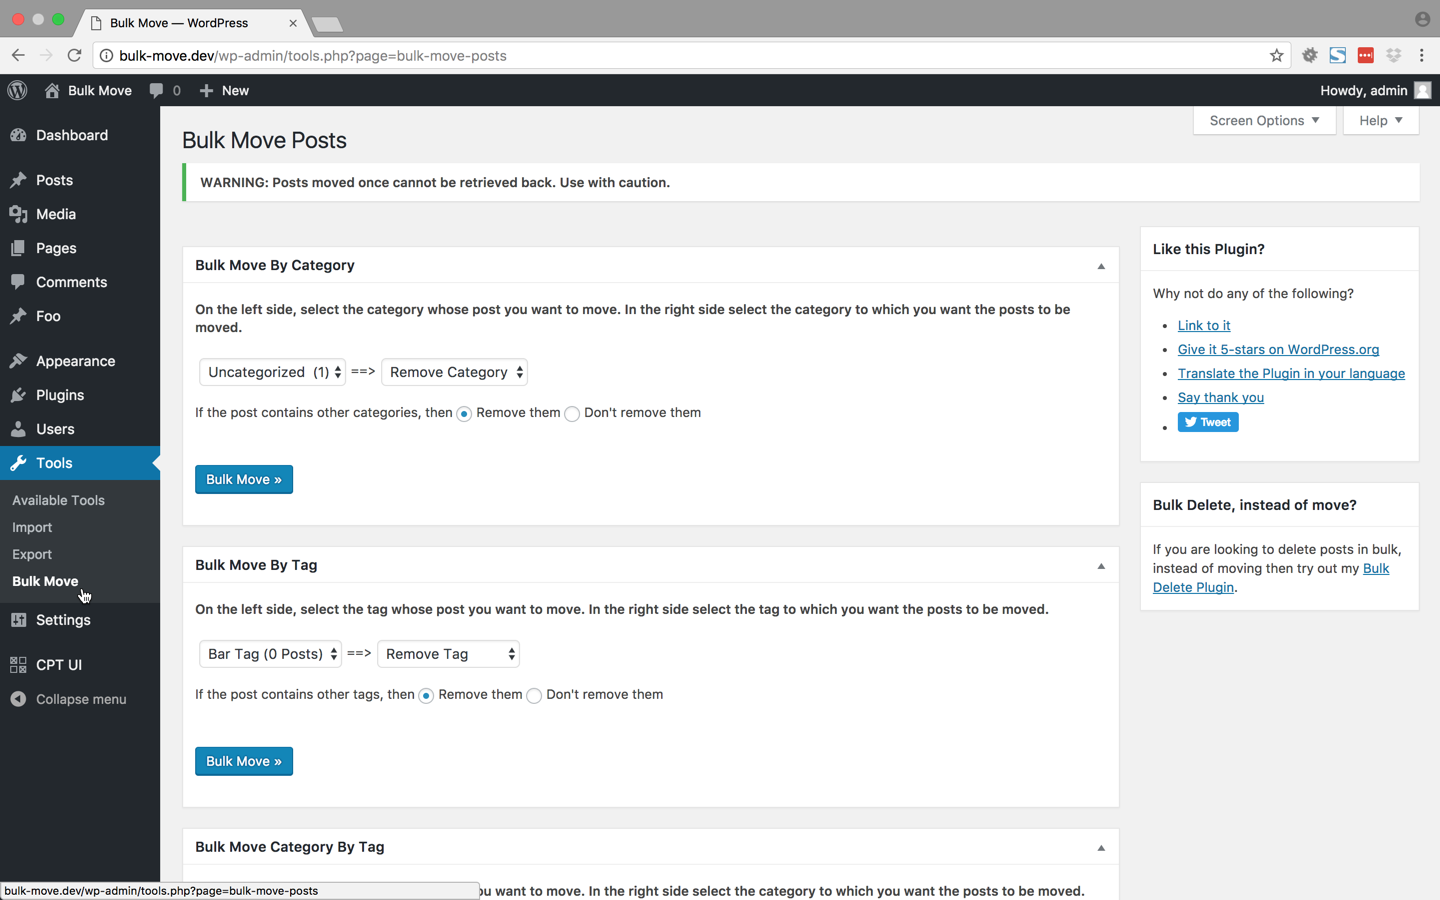 Bulk Move — WordPress
bulk-move.dev/wp-admin/tools.php?page=bulk-move-posts
Bulk Move
0
New
Howdy, admin
Dashboard
Posts
Media
Pages
Comments
Foo
Appearance
Plugins
Users
Tools
Available Tools
Import
Export
Bulk Move
Settings
CPT UI
Collapse menu
Screen Options
Help
Bulk Move Posts
WARNING: Posts moved once cannot be retrieved back. Use with caution.
Bulk Move By Category
On the left side, select the category whose post you want to move. In the right side select the category to which you want the posts to be
moved.
Uncategorized (1) ==> Remove Category
If the post contains other categories, then Remove them Don't remove them
Bulk Move »
Bulk Move By Tag
On the left side, select the tag whose post you want to move. In the right side select the tag to which you want the posts to be moved.
Bar Tag (0 Posts) ==> Remove Tag
If the post contains other tags, then Remove them Don't remove them
Bulk Move »
Bulk Move Category By Tag
u want to move. In the right side select the category to which you want the posts to be moved.
Like this Plugin?
Why not do any of the following?
Link to it
Give it 5-stars on WordPress.org
Translate the Plugin in your language
Say thank you
Tweet
Bulk Delete, instead of move?
If you are looking to delete posts in bulk,
instead of moving then try out my Bulk
Delete Plugin.
bulk-move.dev/wp-admin/tools.php?page=bulk-move-posts